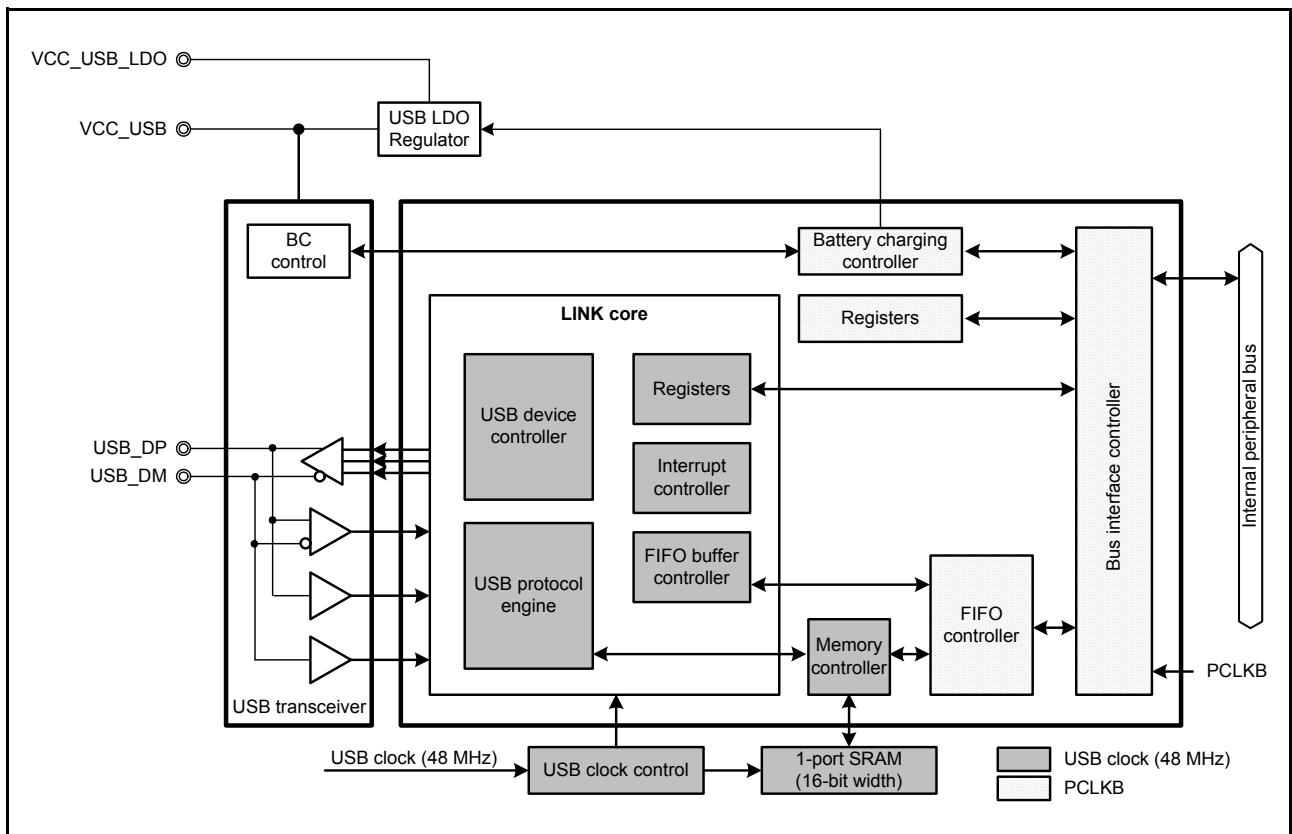 VCC_USB_LDO
VCC_USB
USB LDO
Regulator
BC
control
Battery charging
controller
LINK core
Registers
USB device
controller
Registers
Interrupt
controller
FIFO buffer
controller
USB protocol
engine
USB_DP
USB_DM
Memory
controller
FIFO
controller
Bus interface controller
Internal peripheral bus
PCLKB
USB transceiver
USB clock (48 MHz)
USB clock control
1-port SRAM
(16-bit width)
USB clock (48 MHz)
PCLKB